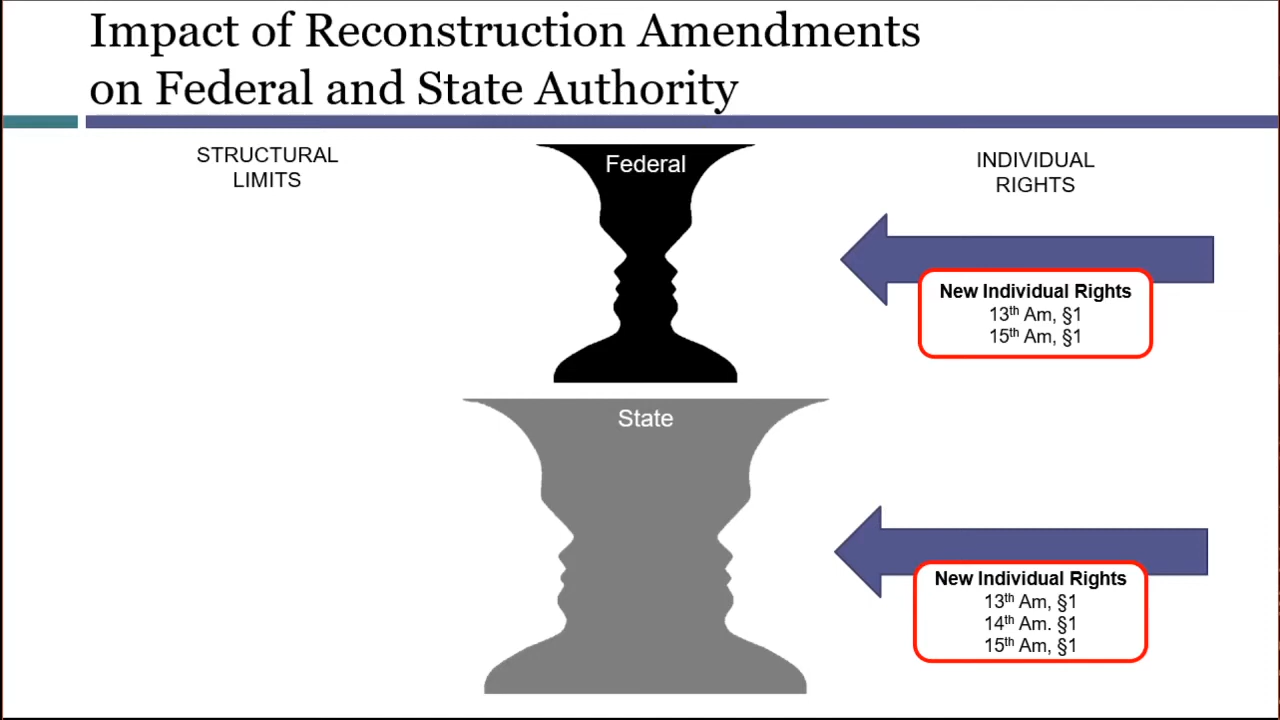 Impact of Reconstruction Amendments
on Federal and State Authority
STRUCTURAL
LIMITS
Federal
INDIVIDUAL
RIGHTS
New Individual Rights
13th Am, §1
15th Am, §1
State
New Individual Rights
13th Am, §1
14th Am. §1
15th Am, §1